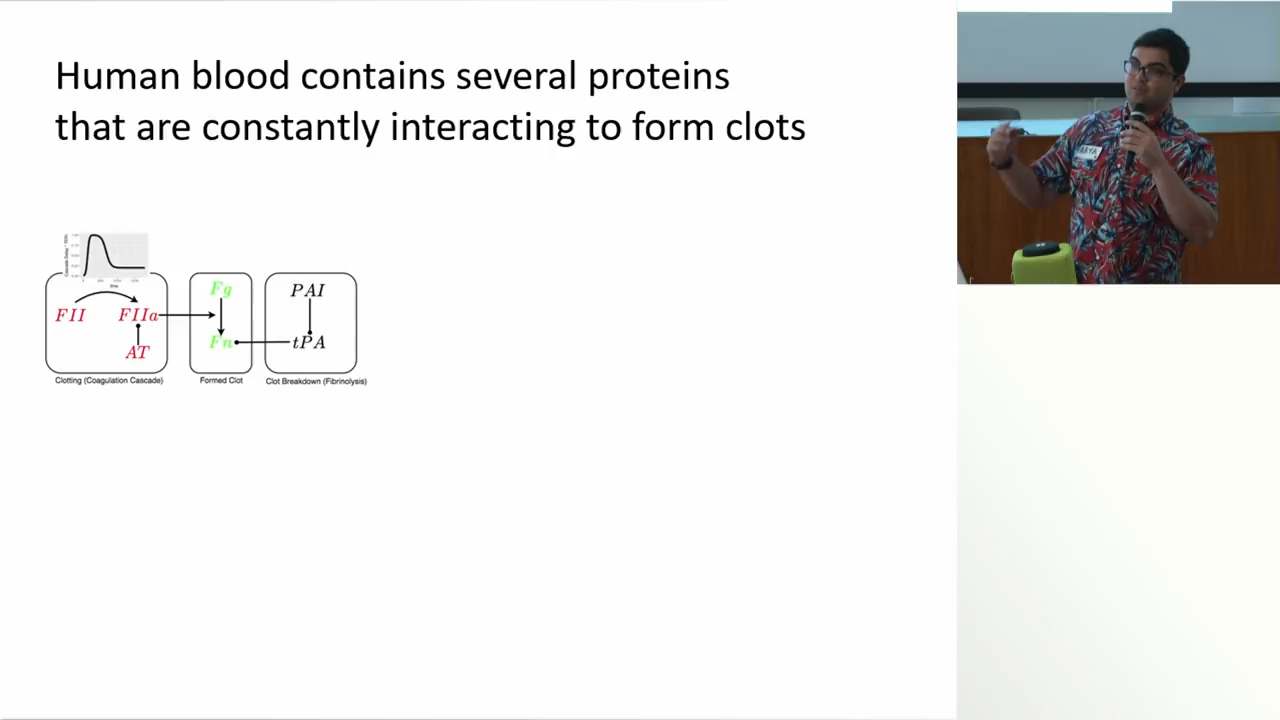 Human blood contains several proteins
that are constantly interacting to form clots
Fg
PAI
FII
FIIa
Fn
tPA
AT
Clotting (Coagulation Cascade)
Formed Clot
Clot Breakdown (Fibrinolysis)